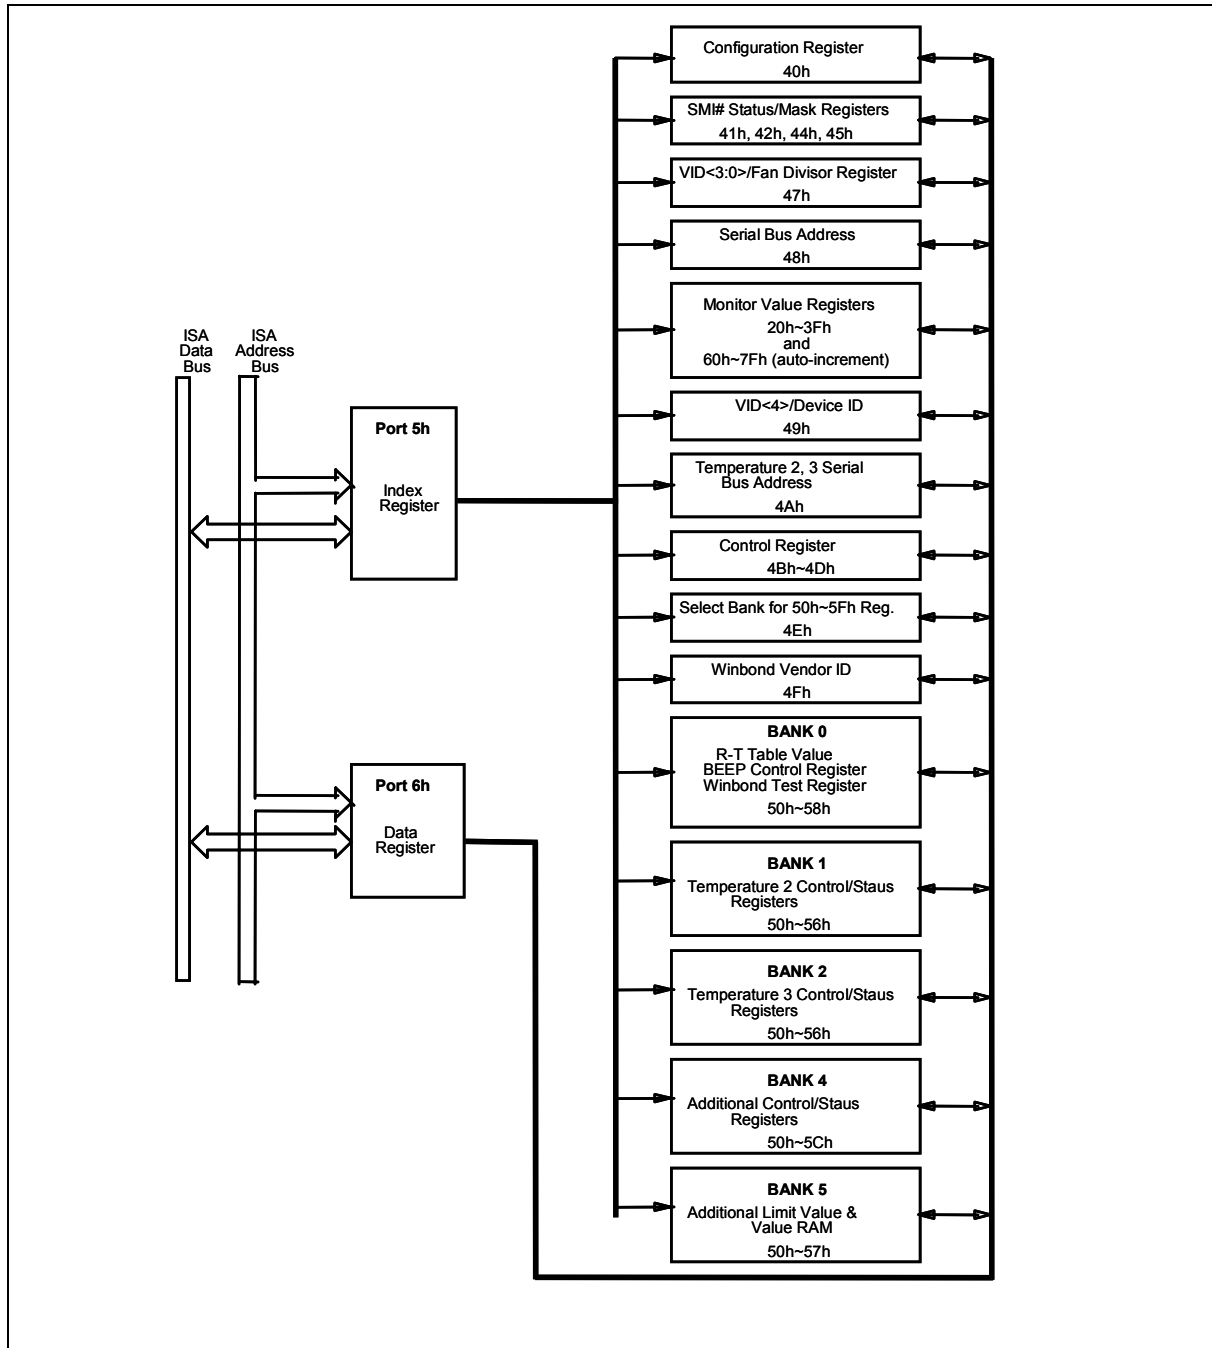 ISA
Data
Bus
ISA
Address
Bus
Port 5h
Index
Register
Port 6h
Data
Register
Configuration Register
40h
SMI# Status/Mask Registers
41h, 42h, 44h, 45h
VID<3:0>/Fan Divisor Register
47h
Serial Bus Address
48h
Monitor Value Registers
20h~3Fh
and
60h~7Fh (auto-increment)
VID<4>/Device ID
49h
Temperature 2, 3 Serial
Bus Address
4Ah
Control Register
4Bh~4Dh
Select Bank for 50h~5Fh Reg.
4Eh
Winbond Vendor ID
4Fh
BANK 0
R-T Table Value
BEEP Control Register
Winbond Test Register
50h~58h
BANK 1
Temperature 2 Control/Staus
Registers
50h~56h
BANK 2
Temperature 3 Control/Staus
Registers
50h~56h
BANK 4
Additional Control/Staus
Registers
50h~5Ch
BANK 5
Additional Limit Value &
Value RAM
50h~57h